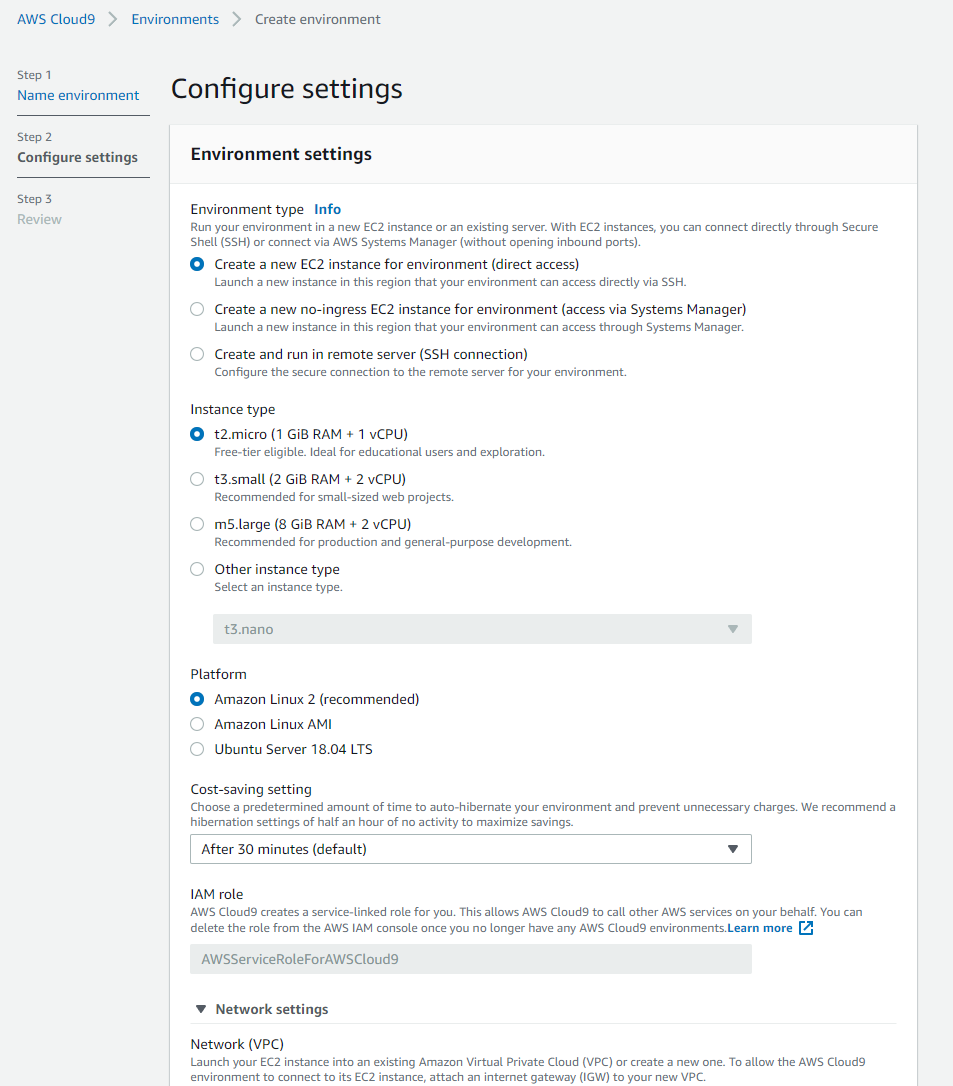 AWS Cloud9 > Environments > Create environment
Step 1
Name environment
Step 2
Configure settings
Step 3
Review
Configure settings
Environment settings
Environment type Info
Run your environment in a new EC2 instance or an existing server. With EC2 instances, you can connect directly through Secure
Shell (SSH) or connect via AWS Systems Manager (without opening inbound ports).
Create a new EC2 instance for environment (direct access)
Launch a new instance in this region that your environment can access directly via SSH.
Create a new no-ingress EC2 instance for environment (access via Systems Manager)
Launch a new instance in this region that your environment can access through Systems Manager.
Create and run in remote server (SSH connection)
Configure the secure connection to the remote server for your environment.
Instance type
t2.micro (1 GiB RAM + 1 vCPU)
Free-tier eligible. Ideal for educational users and exploration.
t3.small (2 GiB RAM + 2 vCPU)
Recommended for small-sized web projects.
m5.large (8 GiB RAM + 2 vCPU)
Recommended for production and general-purpose development.
Other instance type
Select an instance type.
t3.nano
Platform
Amazon Linux 2 (recommended)
Amazon Linux AMI
Ubuntu Server 18.04 LTS
Cost-saving setting
Choose a predetermined amount of time to auto-hibernate your environment and prevent unnecessary charges. We recommend a
hibernation settings of half an hour of no activity to maximize savings.
After 30 minutes (default)
IAM role
AWS Cloud9 creates a service-linked role for you. This allows AWS Cloud9 to call other AWS services on your behalf. You can
delete the role from the AWS IAM console once you no longer have any AWS Cloud9 environments.Learn more
AWSServiceRoleForAWSCloud9
Network settings
Network (VPC)
Launch your EC2 instance into an existing Amazon Virtual Private Cloud (VPC) or create a new one. To allow the AWS Cloud9
environment to connect to its EC2 instance, attach an internet gateway (IGW) to your new VPC.